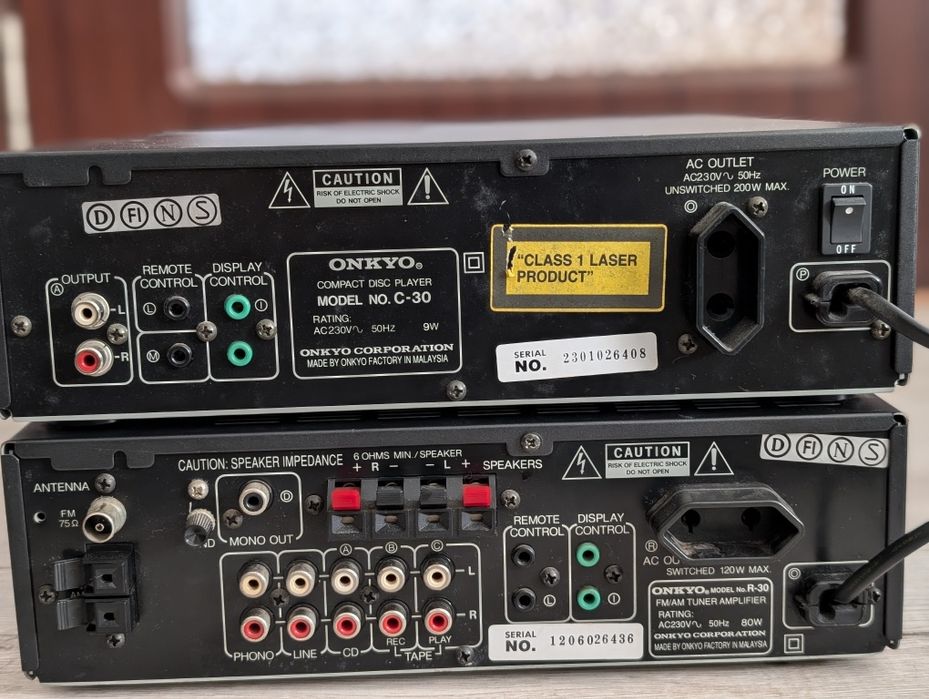 AC OUTLET
AC230V∿ 50Hz
UNSWITCHED 200W MAX.
POWER
ON
OFF
CAUTION
RISK OF ELECTRIC SHOCK
DO NOT OPEN
D FI N S
A OUTPUT
L
R
REMOTE
CONTROL
L
M
DISPLAY
CONTROL
I
ONKYO®
COMPACT DISC PLAYER
MODEL NO. C-30
RATING:
AC230V∿ 50Hz 9W
ONKYO CORPORATION
MADE BY ONKYO FACTORY IN MALAYSIA
"CLASS 1 LASER
PRODUCT"
SERIAL
NO. 2301026408
O
P
CAUTION: SPEAKER IMPEDANCE
6 OHMS MIN./SPEAKER
+ R − − L + SPEAKERS
CAUTION
RISK OF ELECTRIC SHOCK
DO NOT OPEN
D FI N S
ANTENNA
FM
75Ω
MONO OUT
A B C
L
R
PHONO LINE CD REC PLAY
TAPE
REMOTE
CONTROL
L
DISPLAY
CONTROL
I
R
SWITCHED 120W MAX.
ONKYO® MODEL No. R-30
FM/AM TUNER AMPLIFIER
RATING:
AC230V∿ 50Hz 80W
ONKYO CORPORATION
MADE BY ONKYO FACTORY IN MALAYSIA
SERIAL
NO. 1206026436